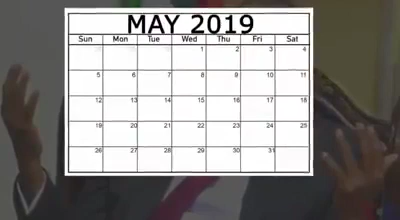 MAY 2019
Sun Mon Tue Wed Thu Fri Sat
1 2 3 4
5 6 7 8 9 10 11
12 13 14 15 16 17 18
19 20 21 22 23 24 25
26 27 28 29 30 31